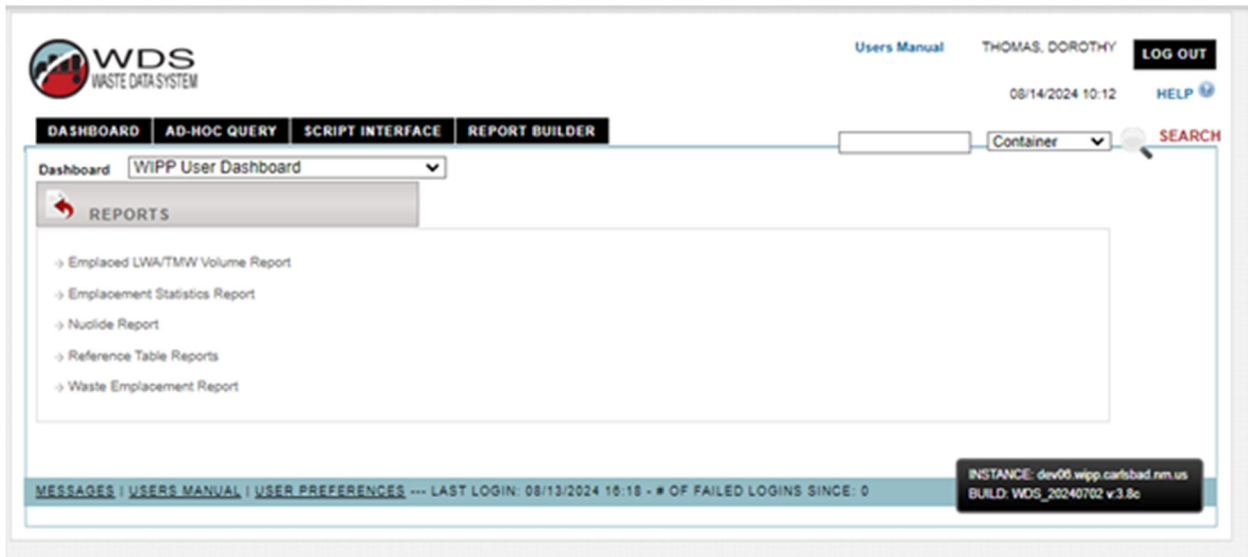 WDS
WASTE DATA SYSTEM
Users Manual THOMAS, DOROTHY LOG OUT
08/14/2024 10:12 HELP
DASHBOARD AD-HOC QUERY SCRIPT INTERFACE REPORT BUILDER
Container SEARCH
Dashboard WIPP User Dashboard
REPORTS
Emplaced LWA/TMW Volume Report
Emplacement Statistics Report
Nuclide Report
Reference Table Reports
Waste Emplacement Report
INSTANCE: dev06.wipp.carlsbad.nm.us
BUILD: WDS_20240702 v:3.8c
MESSAGES | USERS MANUAL | USER PREFERENCES --- LAST LOGIN: 08/13/2024 16:18 - # OF FAILED LOGINS SINCE: 0